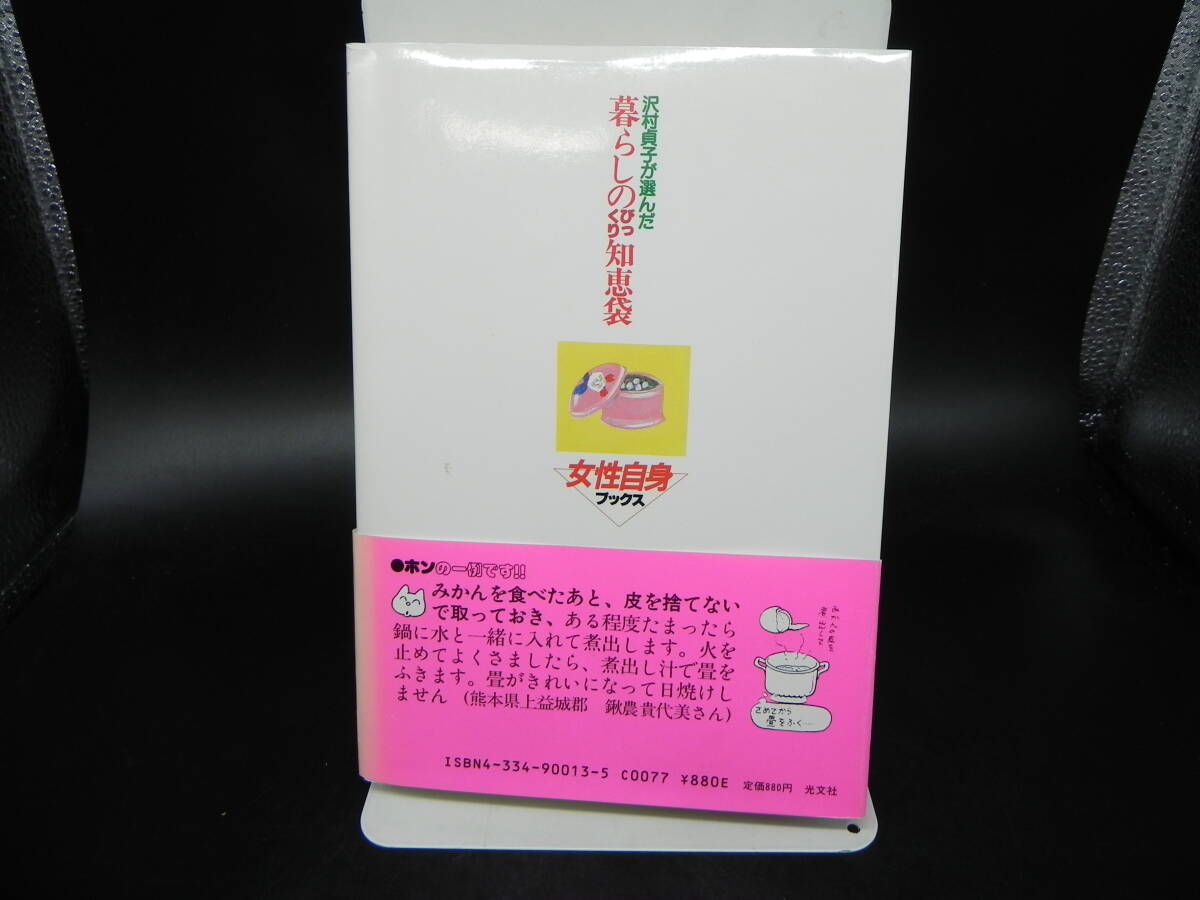 沢村貞子が選んだ
暮らしのびっくり知恵袋
女性自身
ブックス
●ホンの一例です!!
みかんを食べたあと、皮を捨てない
で取っておき、ある程度たまったら
鍋に水と一緒に入れて煮出します。火を
止めてよくさましたら、煮出し汁で畳を
ふきます。畳がきれいになって日焼けし
ません(熊本県上益城郡 鍬農貴代美さん)
さめてから
畳をふく…
ISBN4-334-90013-5 C0077 ¥880E 定価880円 光文社